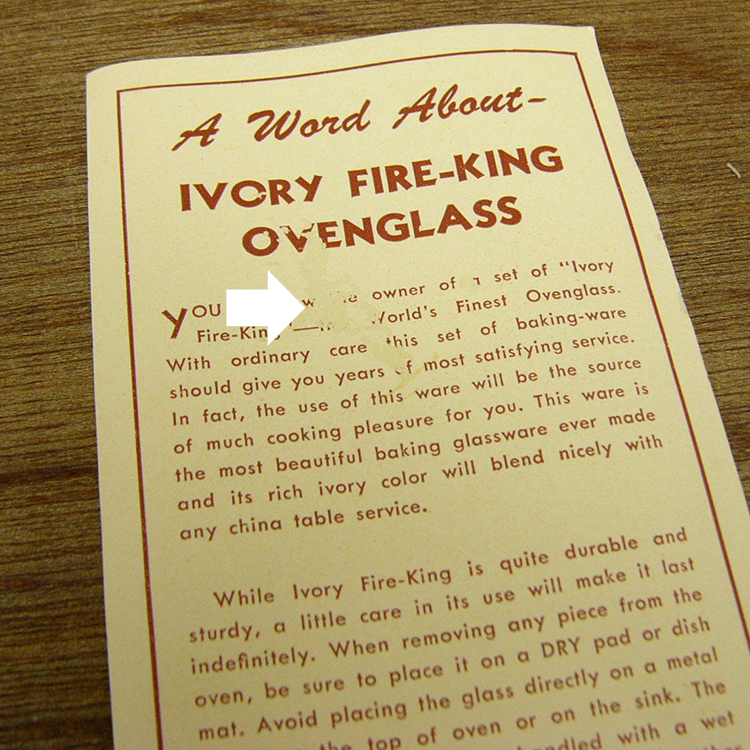 A Word About-
IVORY FIRE-KING
OVENGLASS
YOU owner of set of "Ivory
Fire-King"— World's Finest Ovenglass.
With ordinary care this set of baking-ware
should give you years of most satisfying service.
In fact, the use of this ware will be the source
of much cooking pleasure for you. This ware is
the most beautiful baking glassware ever made
and its rich ivory color will blend nicely with
any china table service.
While Ivory Fire-King is quite durable and
sturdy, a little care in its use will make it last
indefinitely. When removing any piece from the
oven, be sure to place it on a DRY pad or dish
mat. Avoid placing the glass directly on a metal
the top of oven or on the sink. The
with a wet